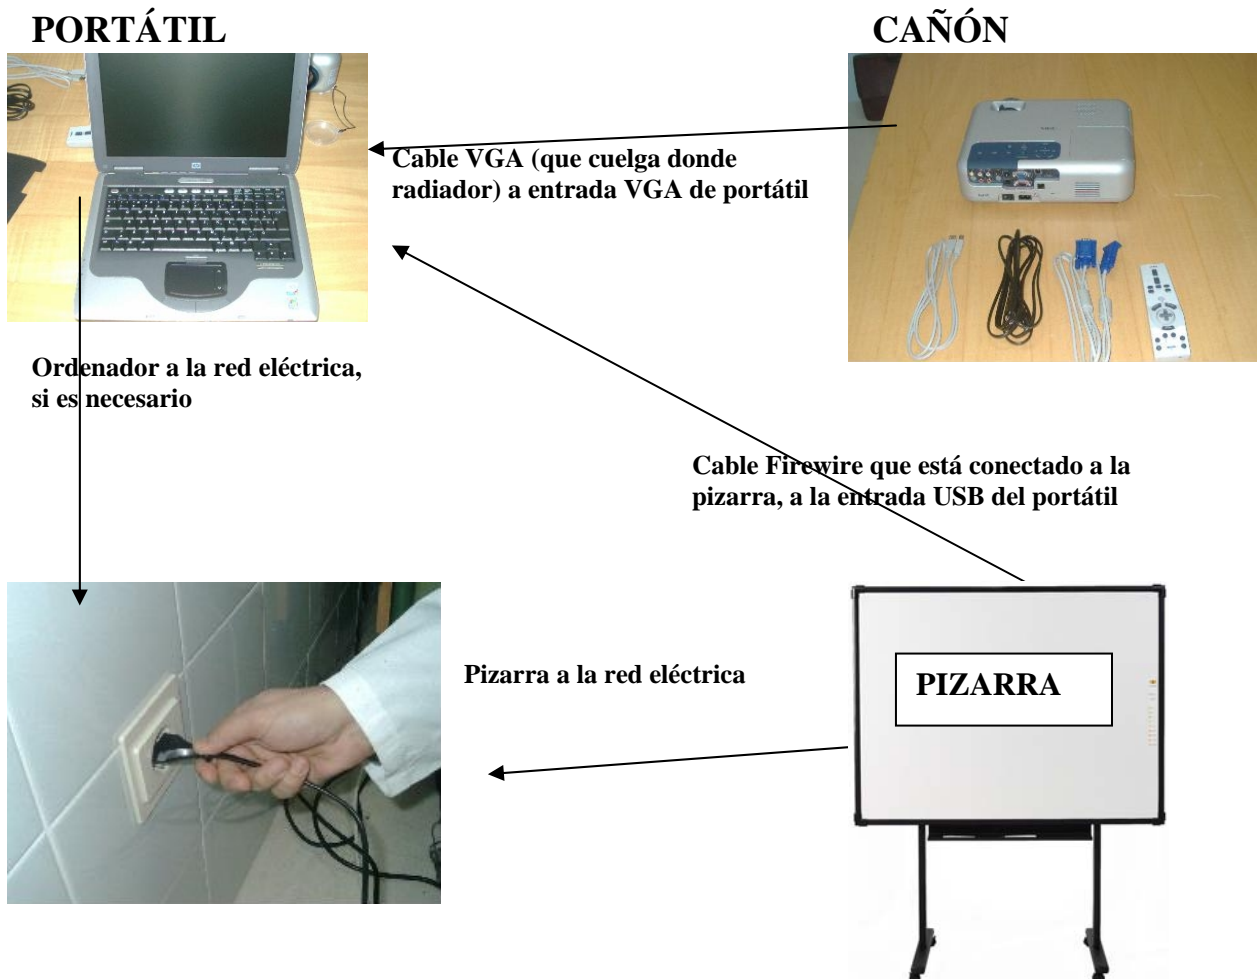 PORTÁTIL
CAÑÓN
Cable VGA (que cuelga donde
radiador) a entrada VGA de portátil
Ordenador a la red eléctrica,
si es necesario
Cable Firewire que está conectado a la
pizarra, a la entrada USB del portátil
Pizarra a la red eléctrica
PIZARRA